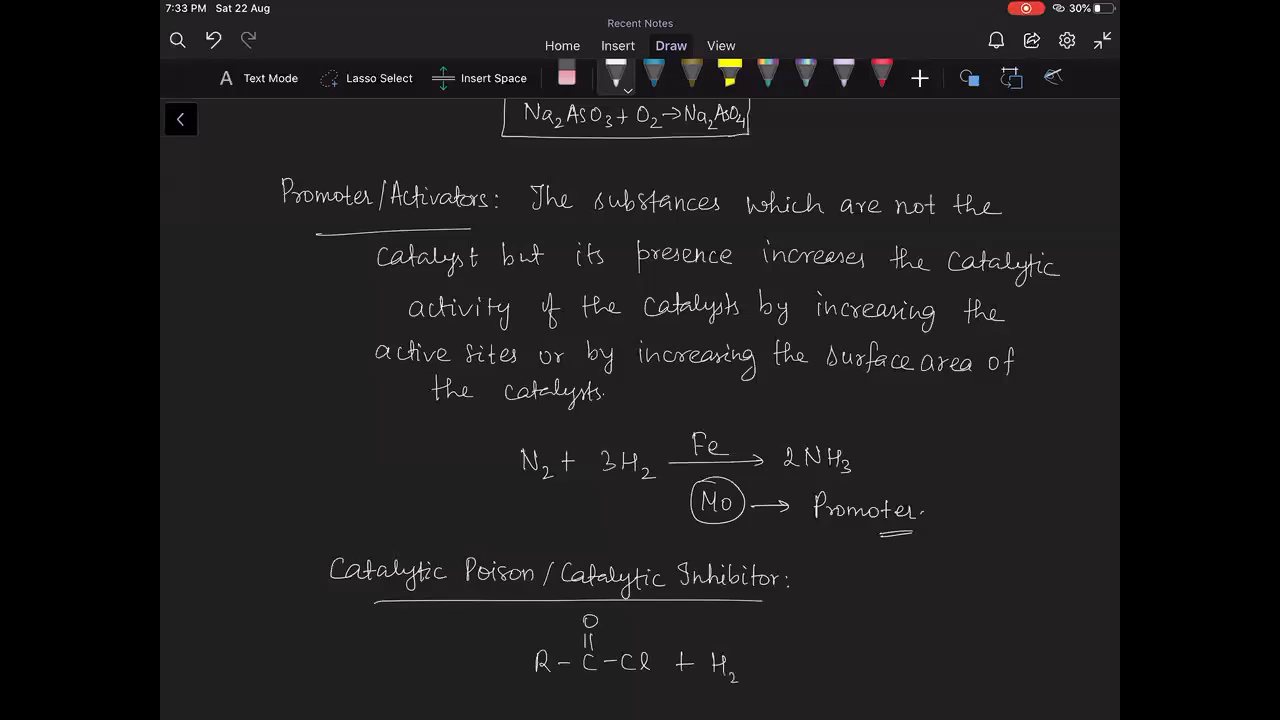 7:33 PM Sat 22 Aug
30%
Recent Notes
Home Insert Draw View
A Text Mode Lasso Select Insert Space
Na₂AsO₃ + O₂ → Na₂AsO₄
Promoter/Activators: The substances which are not the
catalyst but its presence increases the catalytic
activity of the catalysts by increasing the
active sites or by increasing the surface area of
the catalysts.
Fe
N₂ + 3H₂ → 2NH₃
Mo → Promoter.
Catalytic Poison/Catalytic Inhibitor:
O
||
R – C – Cl + H₂